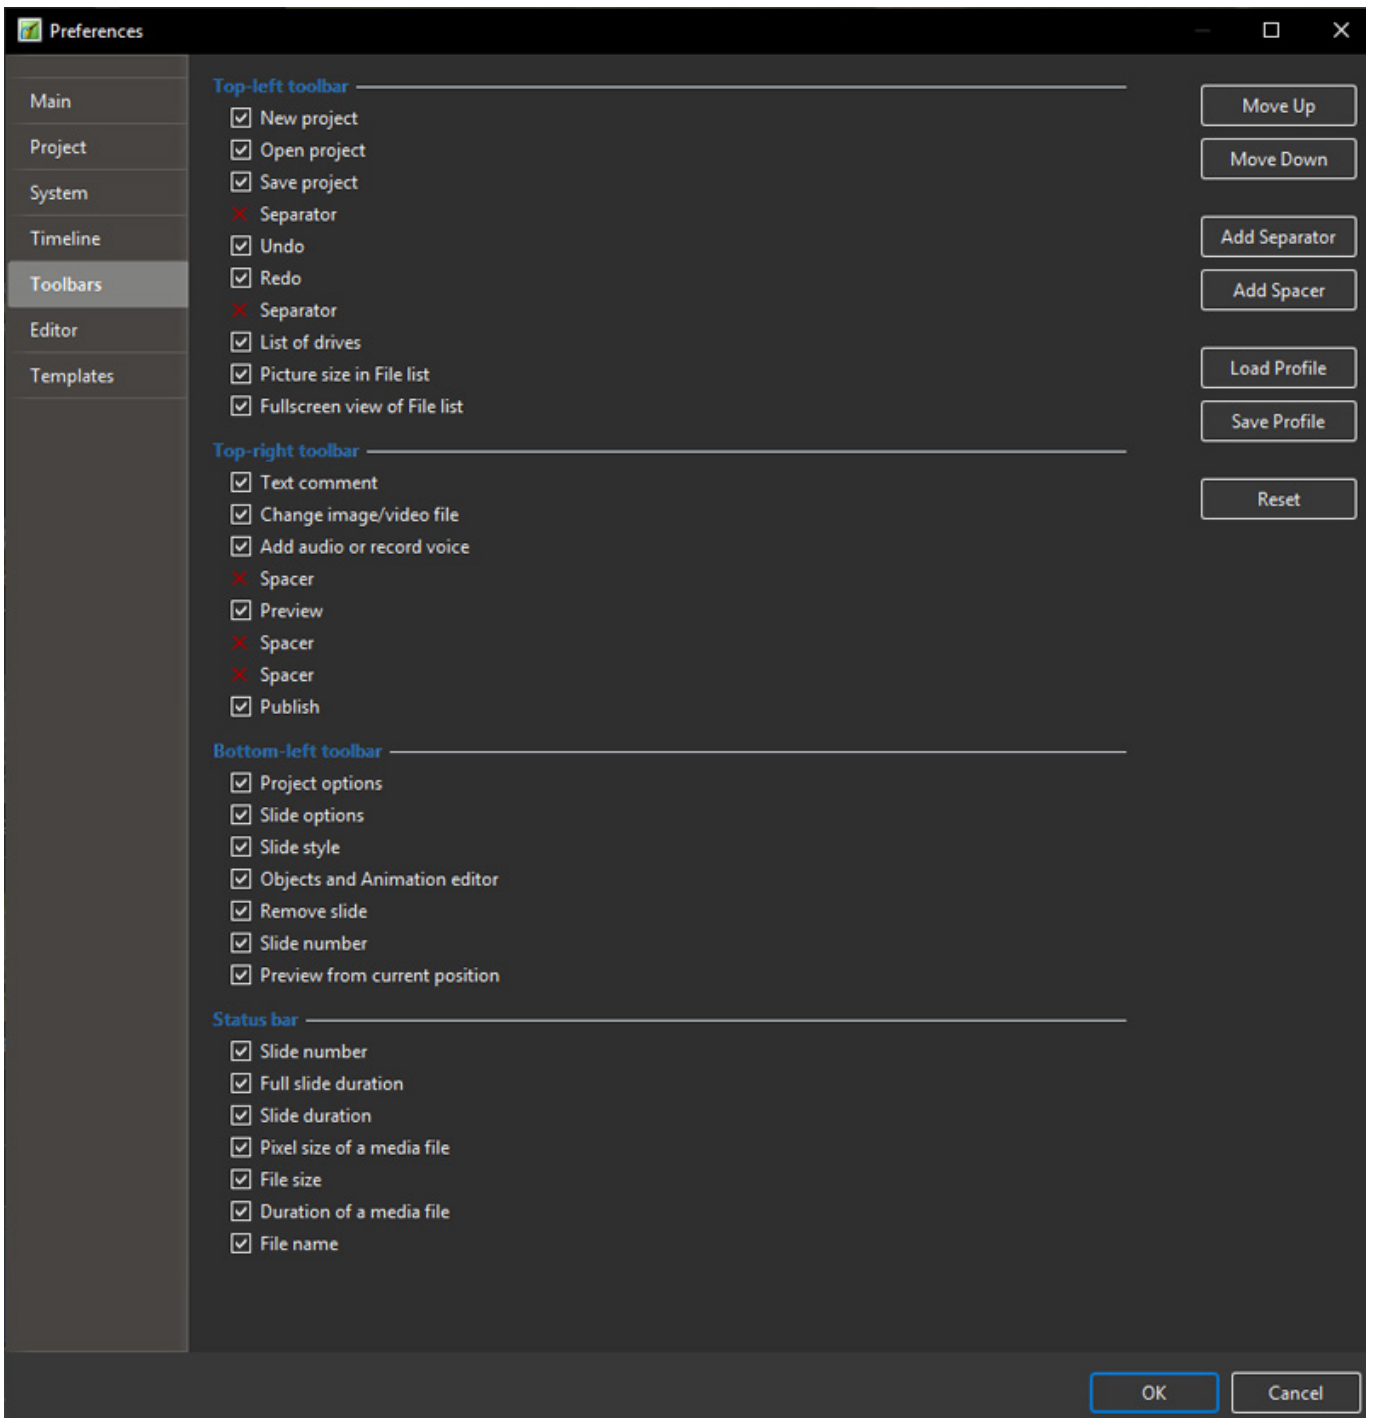 Preferences
Main
Project
System
Timeline
Toolbars
Editor
Templates
Top-left toolbar
New project
Open project
Save project
Separator
Undo
Redo
Separator
List of drives
Picture size in File list
Fullscreen view of File list
Top-right toolbar
Text comment
Change image/video file
Add audio or record voice
Spacer
Preview
Spacer
Spacer
Publish
Bottom-left toolbar
Project options
Slide options
Slide style
Objects and Animation editor
Remove slide
Slide number
Preview from current position
Status bar
Slide number
Full slide duration
Slide duration
Pixel size of a media file
File size
Duration of a media file
File name
Move Up
Move Down
Add Separator
Add Spacer
Load Profile
Save Profile
Reset
OK
Cancel